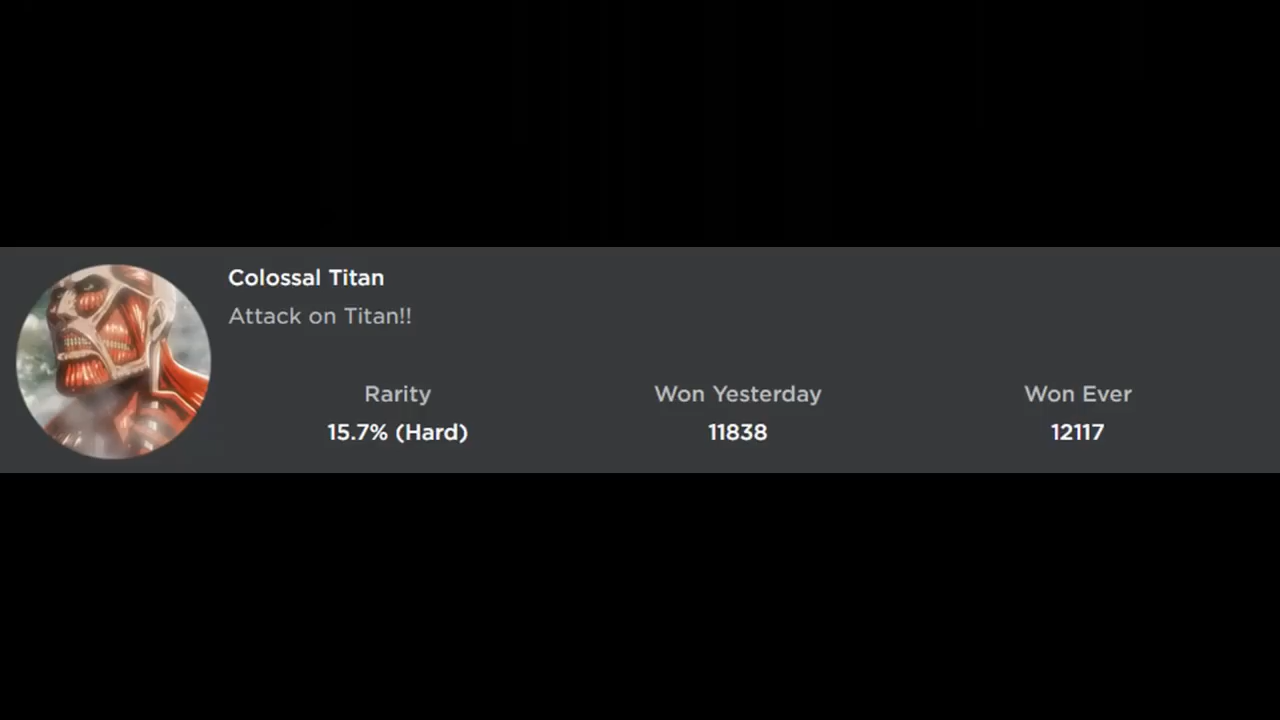 Colossal Titan
Attack on Titan!!
Rarity Won Yesterday Won Ever
15.7% (Hard) 11838 12117